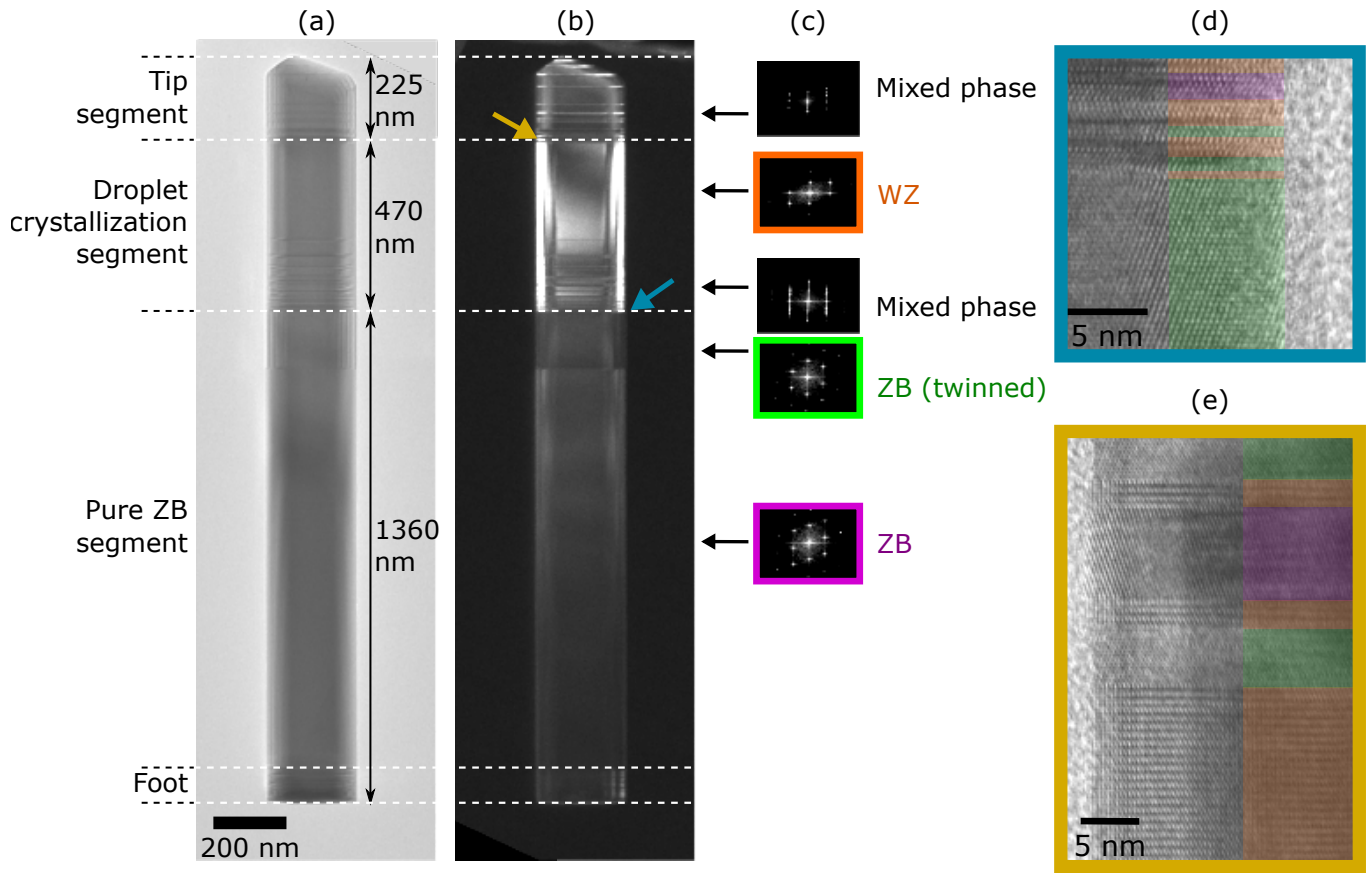 (a)
(b)
(c)
(d)
Tip
segment
225
nm
Mixed phase
Droplet
crystallization
segment
470
nm
WZ
Mixed phase
5 nm
ZB (twinned)
(e)
Pure ZB
segment
1360
nm
ZB
Foot
200 nm
5 nm